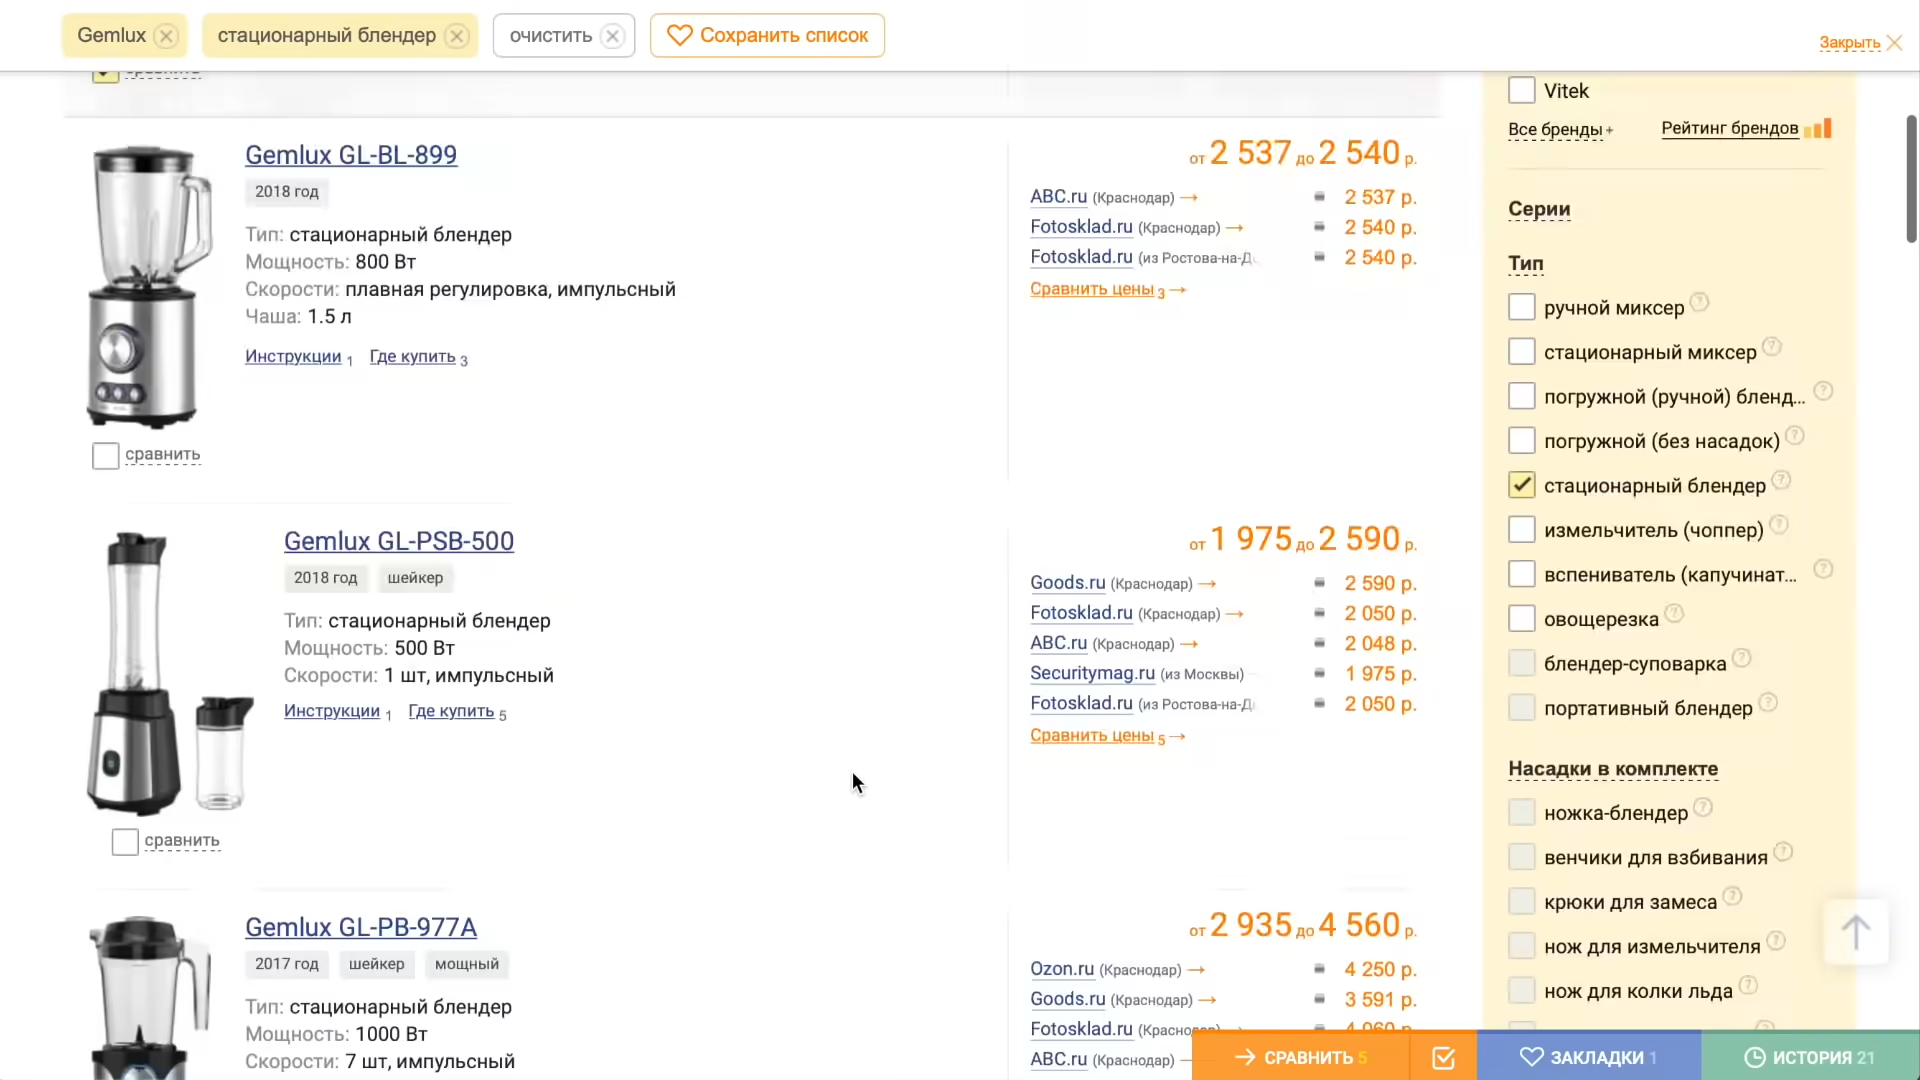 Gemlux
стационарный блендер
очистить
Сохранить список
Закрыть
сравнить
Gemlux GL-BL-899
2018 год
Тип: стационарный блендер
Мощность: 800 Вт
Скорости: плавная регулировка, импульсный
Чаша: 1.5 л
Инструкции 1 Где купить 3
сравнить
от 2 537 до 2 540 р.
ABC.ru (Краснодар) → 2 537 р.
Fotosklad.ru (Краснодар) → 2 540 р.
Fotosklad.ru (из Ростова-на-Д 2 540 р.
Сравнить цены 3 →
Gemlux GL-PSB-500
2018 год шейкер
Тип: стационарный блендер
Мощность: 500 Вт
Скорости: 1 шт, импульсный
Инструкции 1 Где купить 5
сравнить
от 1 975 до 2 590 р.
Goods.ru (Краснодар) → 2 590 р.
Fotosklad.ru (Краснодар) → 2 050 р.
ABC.ru (Краснодар) → 2 048 р.
Securitymag.ru (из Москвы) 1 975 р.
Fotosklad.ru (из Ростова-на-Д 2 050 р.
Сравнить цены 5 →
Gemlux GL-PB-977A
2017 год шейкер мощный
Тип: стационарный блендер
Мощность: 1000 Вт
Скорости: 7 шт, импульсный
от 2 935 до 4 560 р.
Ozon.ru (Краснодар) → 4 250 р.
Goods.ru (Краснодар) → 3 591 р.
Fotosklad.ru (Краснодар) → 4 060 р.
ABC.ru (Краснодар)
Vitek
Все бренды +
Рейтинг брендов
Серии
Тип
ручной миксер
стационарный миксер
погружной (ручной) бленд...
погружной (без насадок)
стационарный блендер
измельчитель (чоппер)
вспениватель (капучинат...
овощерезка
блендер-суповарка
портативный блендер
Насадки в комплекте
ножка-блендер
венчики для взбивания
крюки для замеса
нож для измельчителя
нож для колки льда
→ СРАВНИТЬ 5
ЗАКЛАДКИ 1
ИСТОРИЯ 21